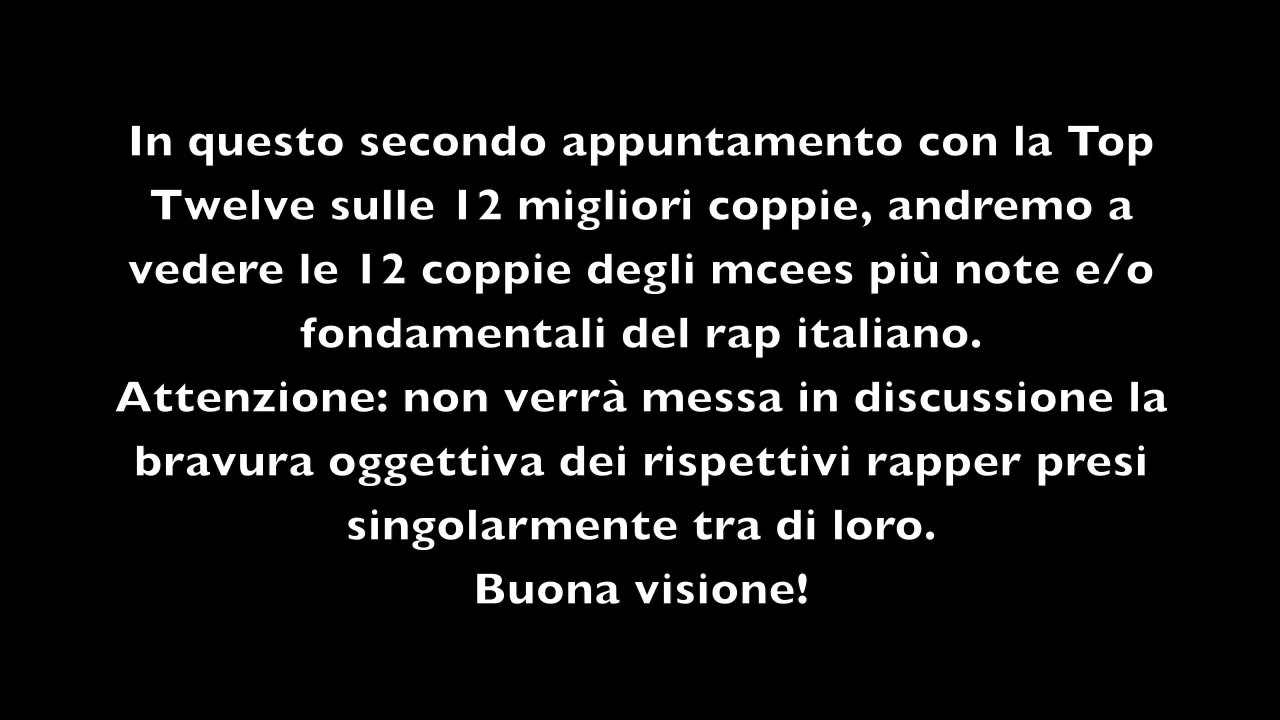 In questo secondo appuntamento con la Top
Twelve sulle 12 migliori coppie, andremo a
vedere le 12 coppie degli mcees più note e/o
fondamentali del rap italiano.
Attenzione: non verrà messa in discussione la
bravura oggettiva dei rispettivi rapper presi
singolarmente tra di loro.
Buona visione!